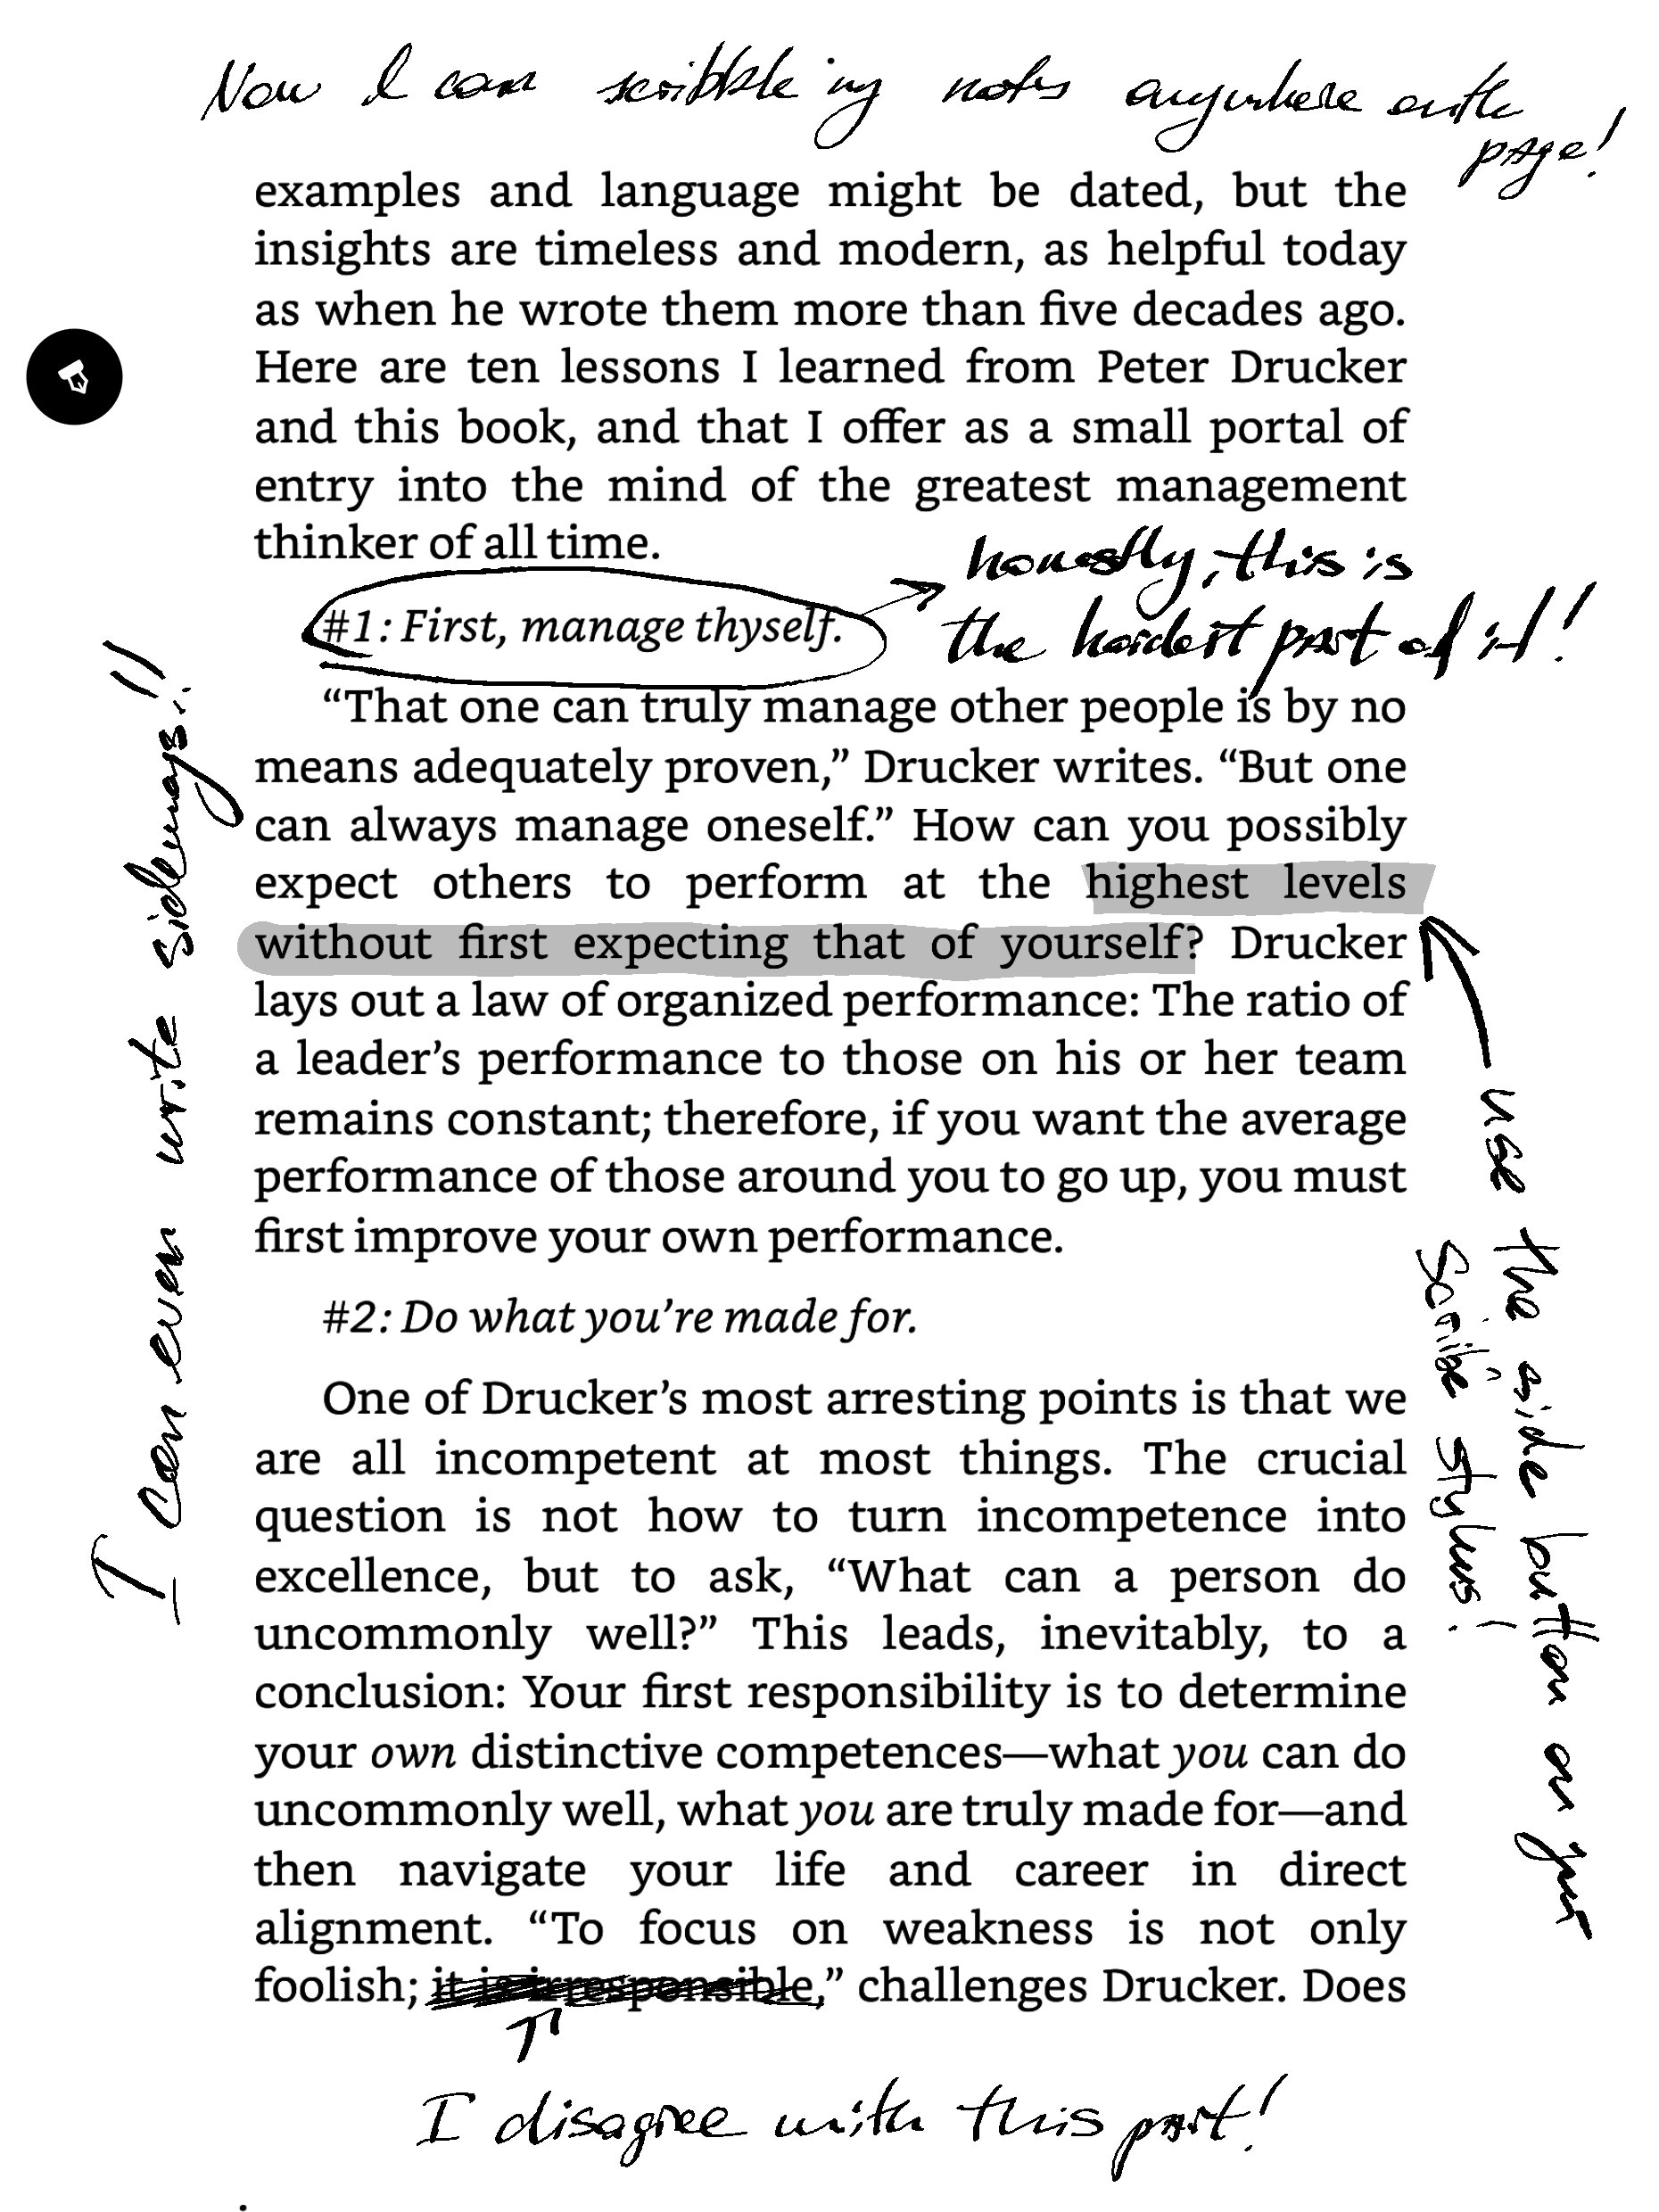 Now I can scribble'ing notes anywhere on the
page!
examples and language might be dated, but the
insights are timeless and modern, as helpful today
as when he wrote them more than five decades ago.
Here are ten lessons I learned from Peter Drucker
and this book, and that I offer as a small portal of
entry into the mind of the greatest management
thinker of all time.
honestly, this is
the hardest part of it!
#1: First, manage thyself.
“That one can truly manage other people is by no
means adequately proven,” Drucker writes. “But one
can always manage oneself.” How can you possibly
expect others to perform at the highest levels
without first expecting that of yourself? Drucker
lays out a law of organized performance: The ratio of
a leader’s performance to those on his or her team
remains constant; therefore, if you want the average
performance of those around you to go up, you must
first improve your own performance.
I can even write sideways!!
use the side button on your
"Scribe" stylus!
#2: Do what you’re made for.
One of Drucker’s most arresting points is that we
are all incompetent at most things. The crucial
question is not how to turn incompetence into
excellence, but to ask, “What can a person do
uncommonly well?” This leads, inevitably, to a
conclusion: Your first responsibility is to determine
your own distinctive competences—what you can do
uncommonly well, what you are truly made for—and
then navigate your life and career in direct
alignment. “To focus on weakness is not only
foolish; it is irresponsible,” challenges Drucker. Does
I disagree with this part!